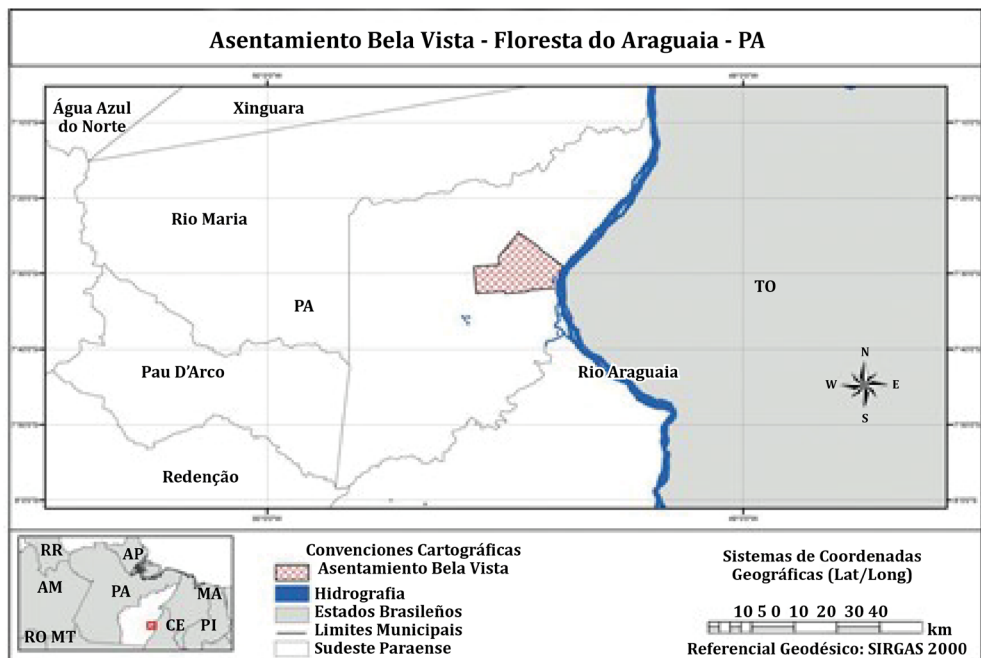 Asentamiento Bela Vista - Floresta do Araguaia - PA
Água Azul
do Norte
Xinguara
Rio Maria
PA
TO
Pau D'Arco
Rio Araguaia
N
W
E
S
Redenção
RR
AP
AM
PA
MA
CE
PI
RO MT
Convenciones Cartográficas
Asentamiento Bela Vista
Hidrografia
Estados Brasileños
Limites Municipais
Sudeste Paraense
Sistemas de Coordenadas
Geográficas (Lat/Long)
10 5 0 10 20 30 40
km
Referencial Geodésico: SIRGAS 2000